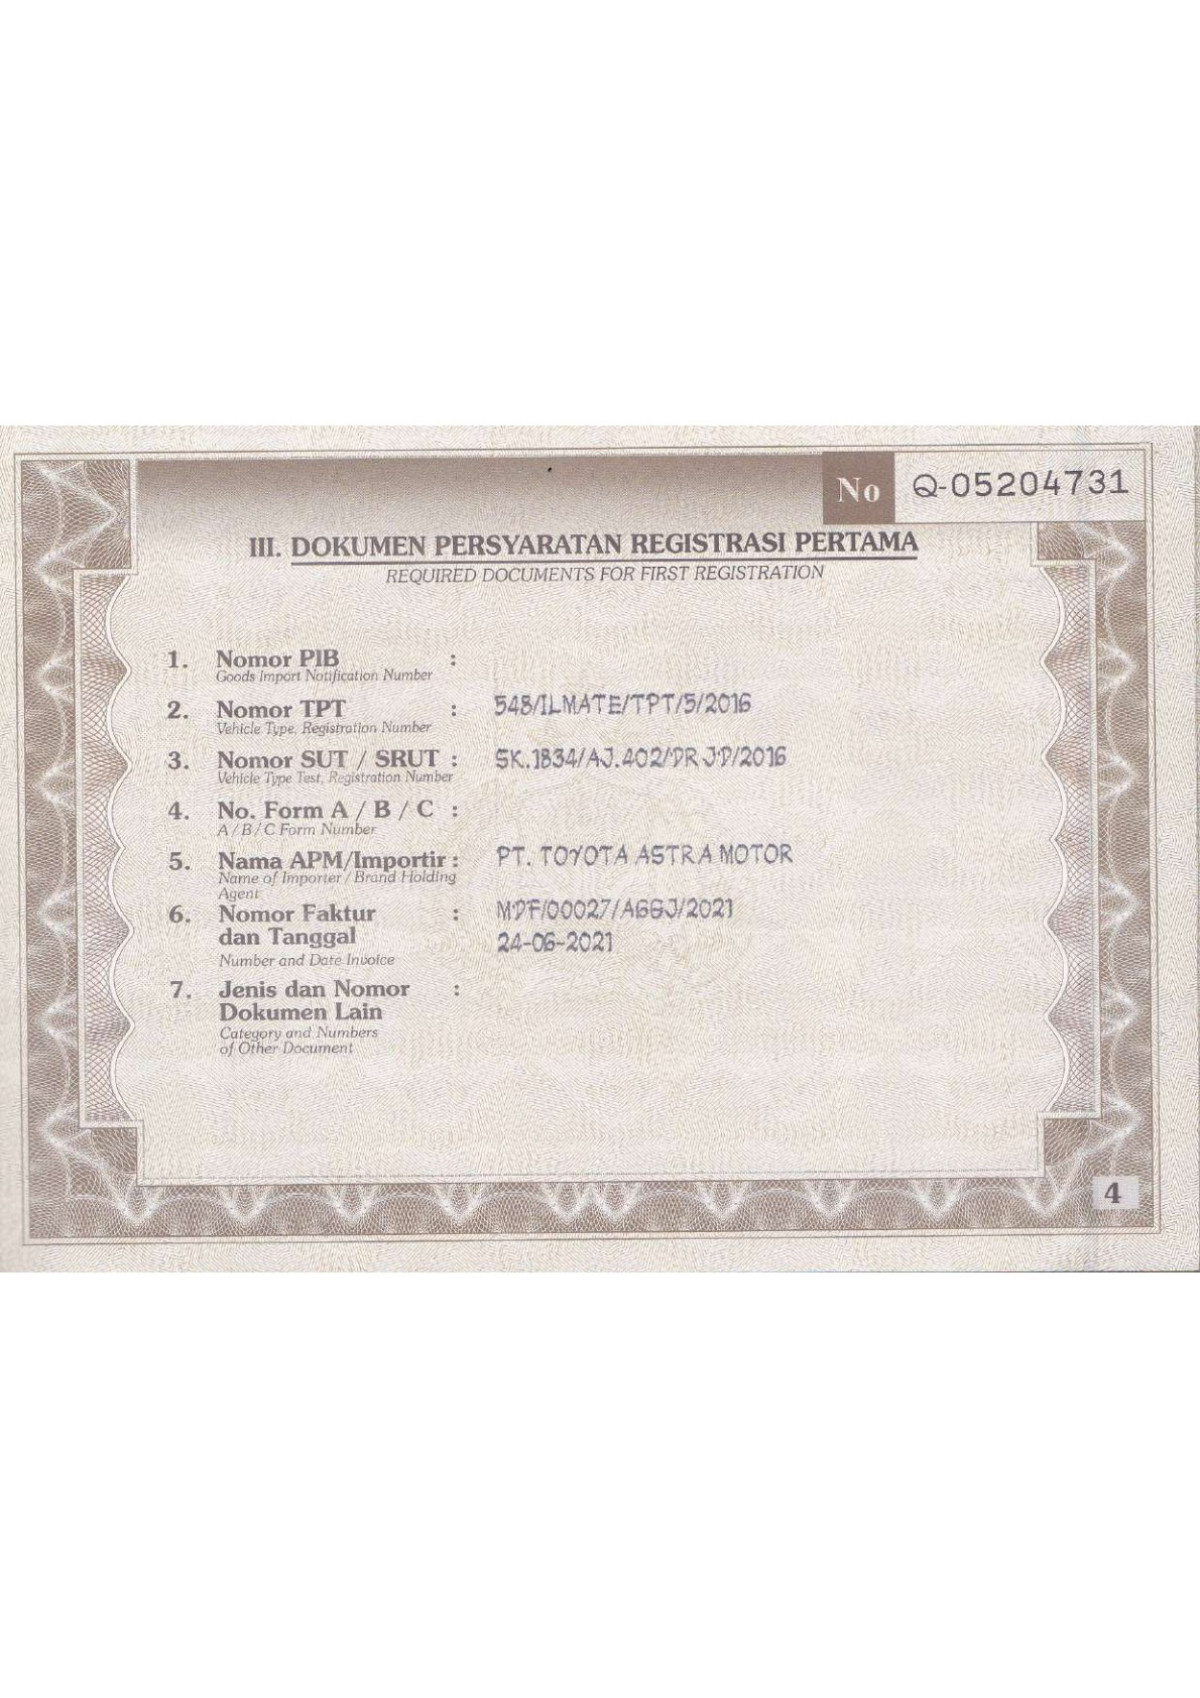 No Q-05204731
III. DOKUMEN PERSYARATAN REGISTRASI PERTAMA
REQUIRED DOCUMENTS FOR FIRST REGISTRATION
1. Nomor PIB :
Goods Import Notification Number
2. Nomor TPT : 548/ILMATE/TPT/5/2016
Vehicle Type, Registration Number
3. Nomor SUT / SRUT : SK.1834/AJ.402/DRJD/2016
Vehicle Type Test, Registration Number
4. No. Form A / B / C :
A / B / C Form Number
5. Nama APM/Importir : PT. TOYOTA ASTRA MOTOR
Name of Importer / Brand Holding
Agent
6. Nomor Faktur : MDF/00027/AGGJ/2021
dan Tanggal 24-06-2021
Number and Date Invoice
7. Jenis dan Nomor :
Dokumen Lain
Category and Numbers
of Other Document
4